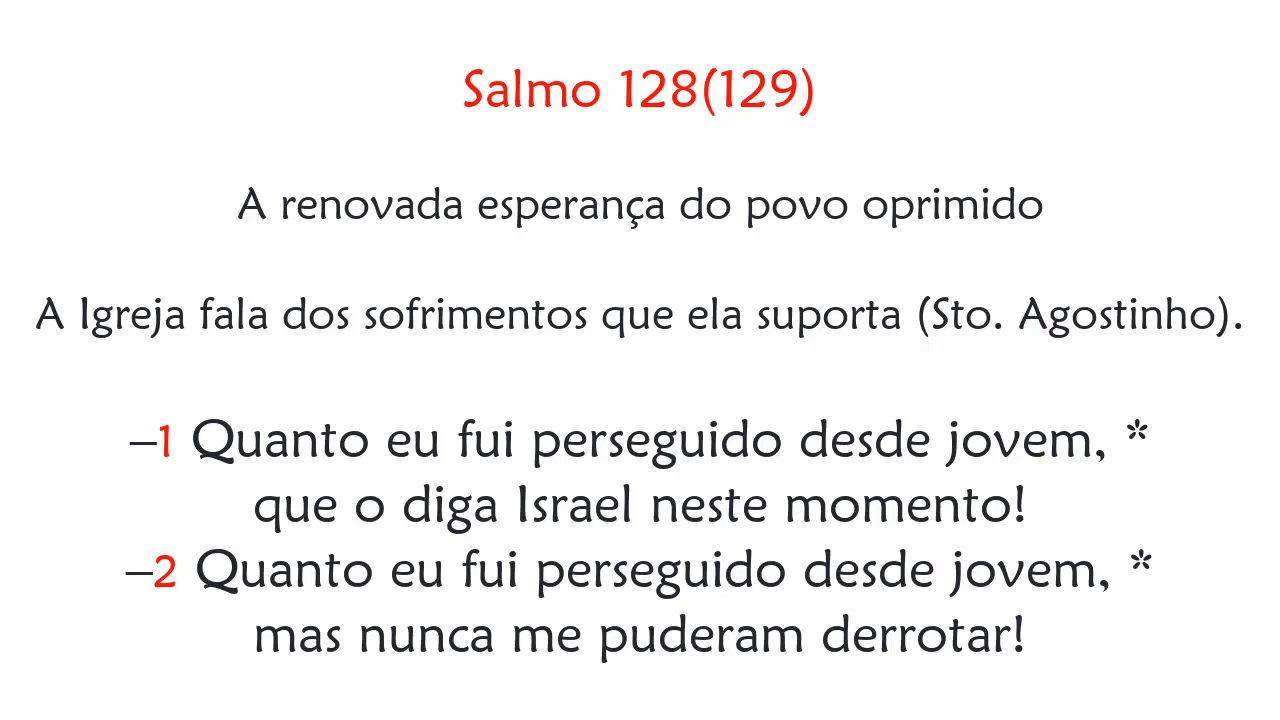 Salmo 128(129)
A renovada esperança do povo oprimido
A Igreja fala dos sofrimentos que ela suporta (Sto. Agostinho).
–1 Quanto eu fui perseguido desde jovem, *
que o diga Israel neste momento!
–2 Quanto eu fui perseguido desde jovem, *
mas nunca me puderam derrotar!